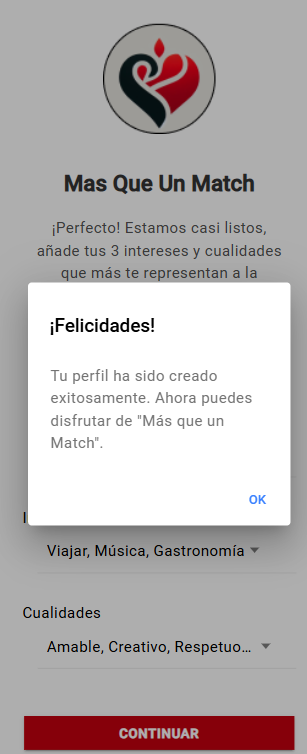 Mas Que Un Match
¡Perfecto! Estamos casi listos,
añade tus 3 intereses y cualidades
que más te representan a la
¡Felicidades!
Tu perfil ha sido creado
exitosamente. Ahora puedes
disfrutar de "Más que un
Match".
OK
Viajar, Música, Gastronomía
Cualidades
Amable, Creativo, Respetuo...
CONTINUAR